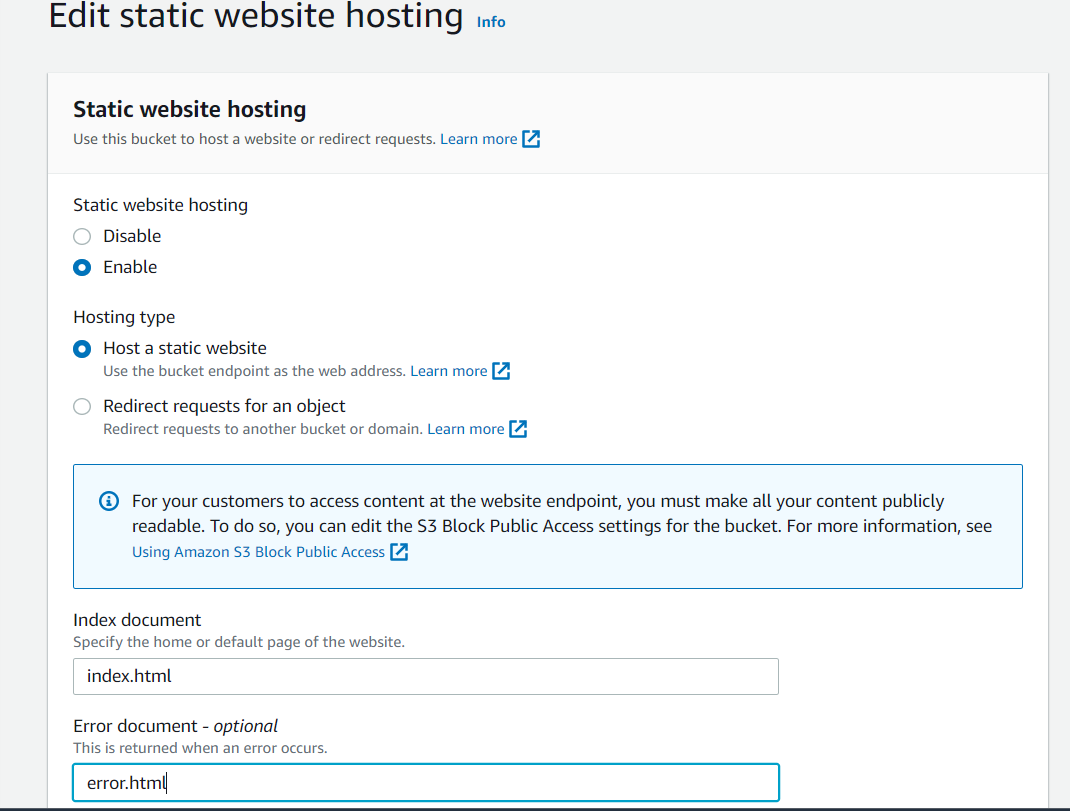 Edit static website hosting Info
Static website hosting
Use this bucket to host a website or redirect requests. Learn more
Static website hosting
Disable
Enable
Hosting type
Host a static website
Use the bucket endpoint as the web address. Learn more
Redirect requests for an object
Redirect requests to another bucket or domain. Learn more
For your customers to access content at the website endpoint, you must make all your content publicly
readable. To do so, you can edit the S3 Block Public Access settings for the bucket. For more information, see
Using Amazon S3 Block Public Access
Index document
Specify the home or default page of the website.
index.html
Error document - optional
This is returned when an error occurs.
error.html